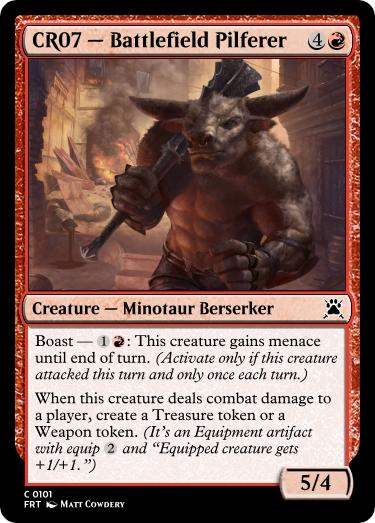 CR07 — Battlefield Pilferer 4
Creature — Minotaur Berserker
Boast — 1 R: This creature gains menace
until end of turn. (Activate only if this creature
attacked this turn and only once each turn.)
When this creature deals combat damage to
a player, create a Treasure token or a
Weapon token. (It's an Equipment artifact
with equip 2 and “Equipped creature gets
+1/+1.”)
5/4
C 0101
FRT Matt Cowdery